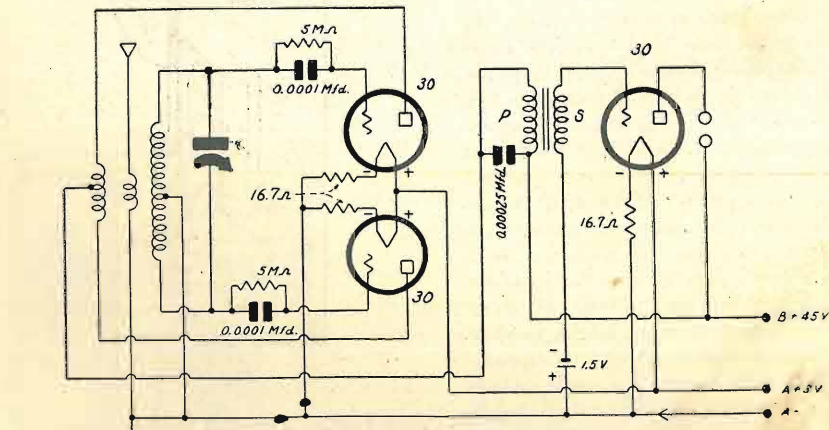 5MΩ
0.0001 Mfd.
30
30
P
S
16.7Ω
0.00025 Mfd.
16.7Ω
5MΩ
0.0001 Mfd.
30
B+45V
1.5V
A+3V
A-